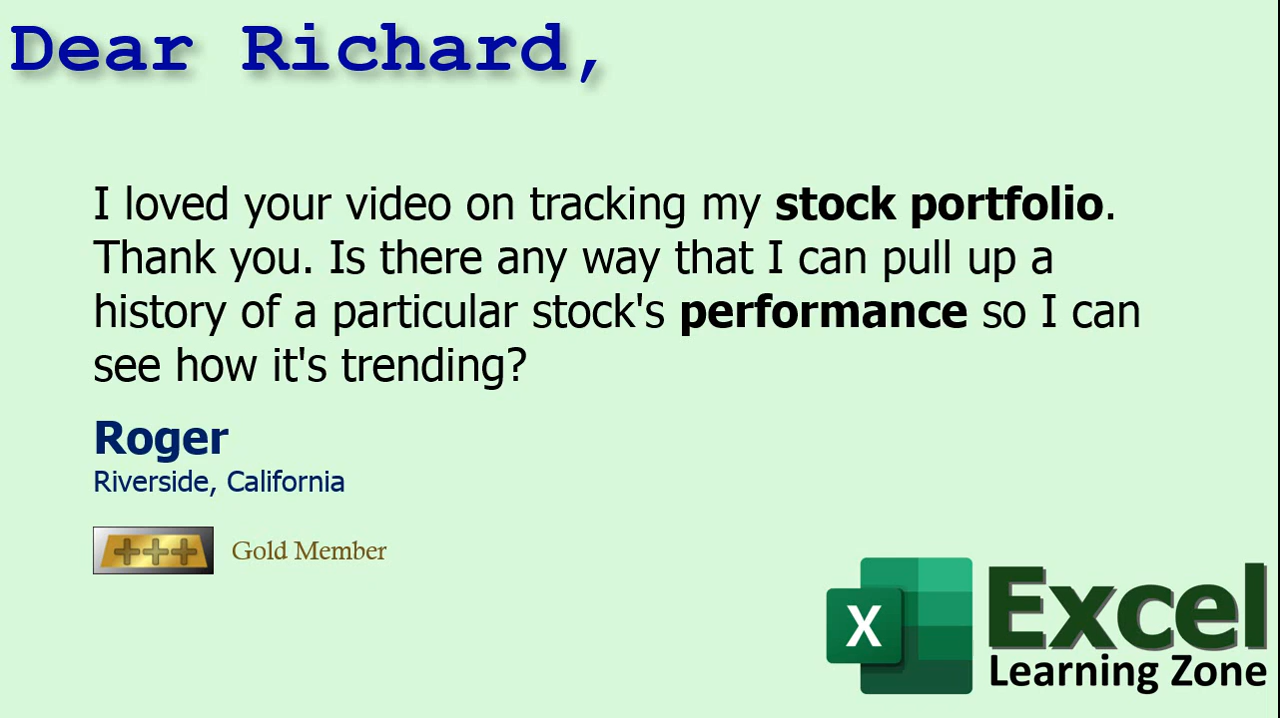 Dear Richard,
I loved your video on tracking my stock portfolio.
Thank you. Is there any way that I can pull up a
history of a particular stock's performance so I can
see how it's trending?
Roger
Riverside, California
+++ Gold Member
X Excel
Learning Zone